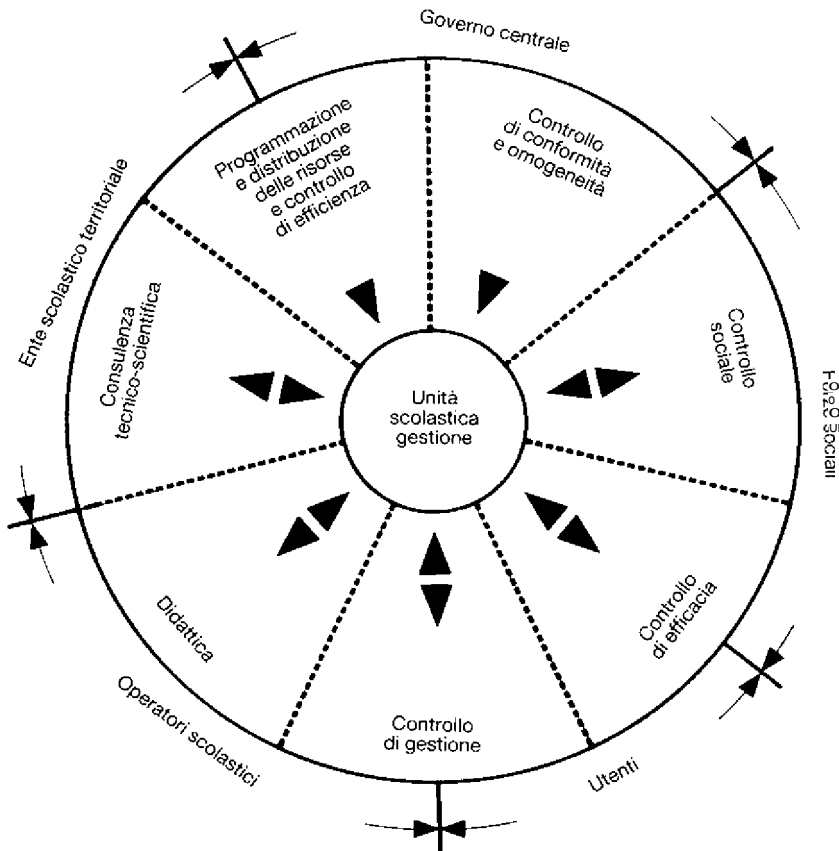 Governo centrale
Programmazione
e distribuzione
delle risorse
e controllo
di efficienza
Controllo
di conformità
e omogeneità
Ente scolastico territoriale
Consulenza
tecnico-scientifica
Unità
scolastica
gestione
Controllo
sociale
sociali
Didattica
Controllo
di gestione
Controllo
di efficacia
Operatori scolastici
Utenti